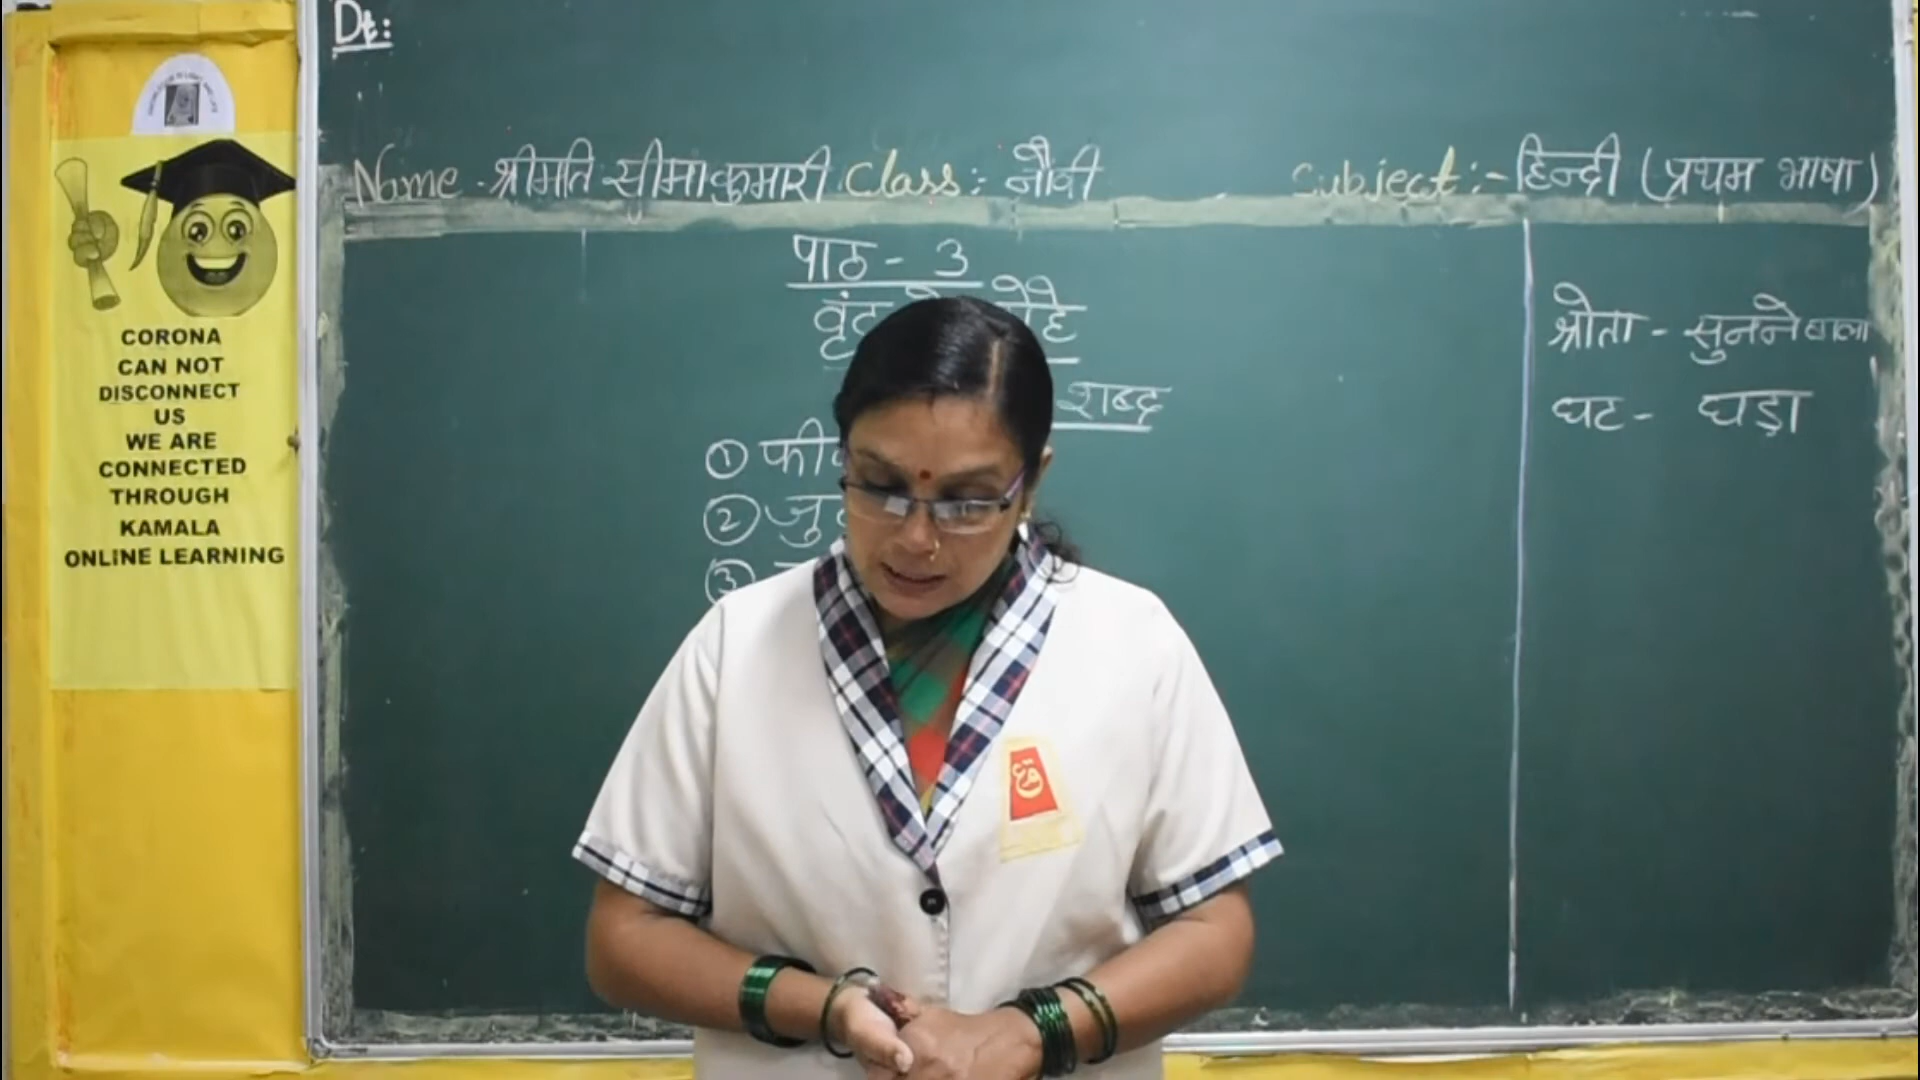 Dt:
Name - श्रीमति सीमा कुमारी Class :- नौवी Subject :- हिन्दी (प्रथम भाषा)
पाठ - 3
शब्द
①
②
③
श्रोता - सुनने वाला
घट - घड़ा
CORONA
CAN NOT
DISCONNECT
US
WE ARE
CONNECTED
THROUGH
KAMALA
ONLINE LEARNING